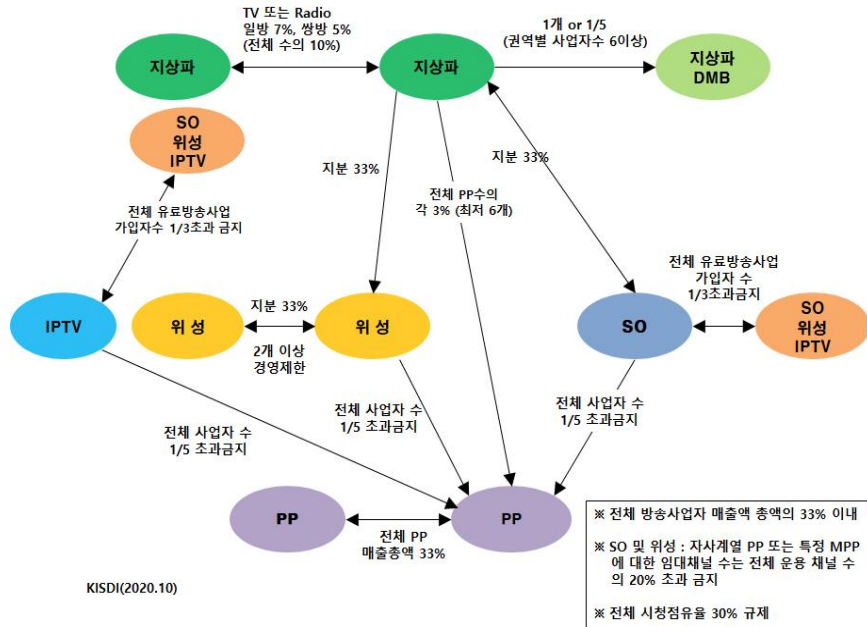 TV 또는 Radio
일방 7%, 쌍방 5%
(전체 수의 10%)
1개 or 1/5
(권역별 사업자수 6이상)
지상파
지상파
지상파
DMB
SO
위성
IPTV
지분 33%
지분 33%
전체 PP수의
각 3% (최저 6개)
전체 유료방송사업
가입자수 1/3초과 금지
전체 유료방송사업
가입자 수
1/3초과금지
IPTV
위 성
지분 33%
2개 이상
경영제한
위 성
SO
SO
위성
IPTV
전체 사업자 수
1/5 초과금지
전체 사업자 수
1/5 초과금지
전체 사업자 수
1/5 초과금지
PP
전체 PP
매출총액 33%
PP
※ 전체 방송사업자 매출액 총액의 33% 이내
※ SO 및 위성 : 자사계열 PP 또는 특정 MPP
에 대한 임대채널 수는 전체 운용 채널 수
의 20% 초과 금지
※ 전체 시청점유율 30% 규제
KISDI(2020.10)